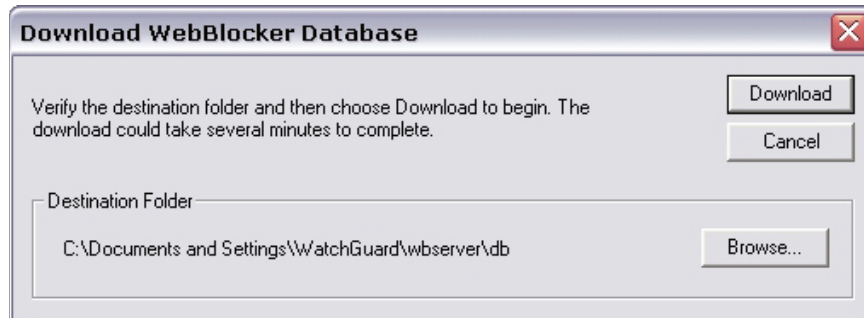 Download WebBlocker Database
Verify the destination folder and then choose Download to begin. The
download could take several minutes to complete.
Download
Cancel
Destination Folder
C:\Documents and Settings\WatchGuard\wbserver\db
Browse...